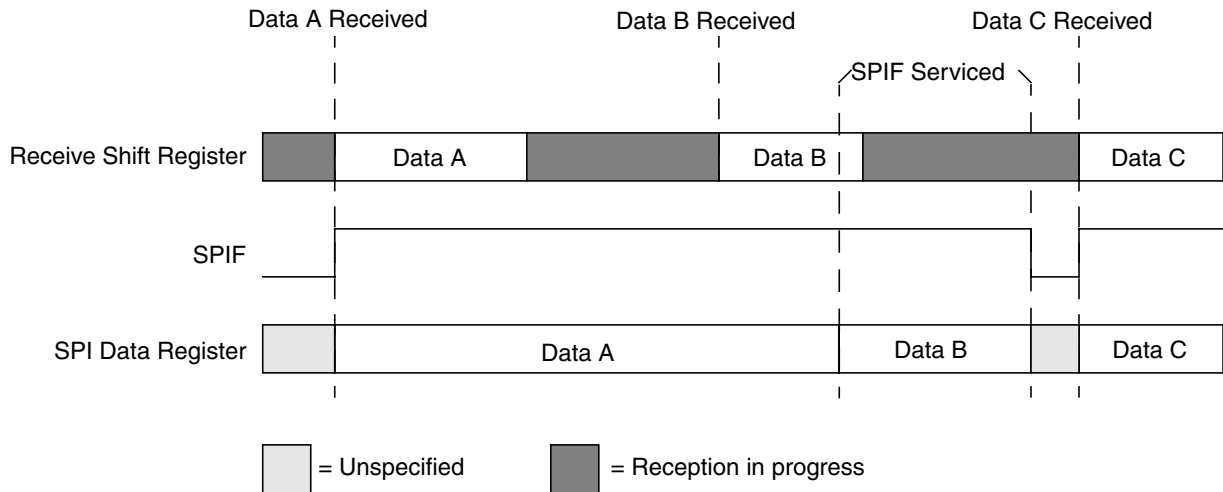 Data A Received
Data B Received
Data C Received
SPIF Serviced
Receive Shift Register
Data A
Data B
Data C
SPIF
SPI Data Register
Data A
Data B
Data C
= Unspecified
= Reception in progress